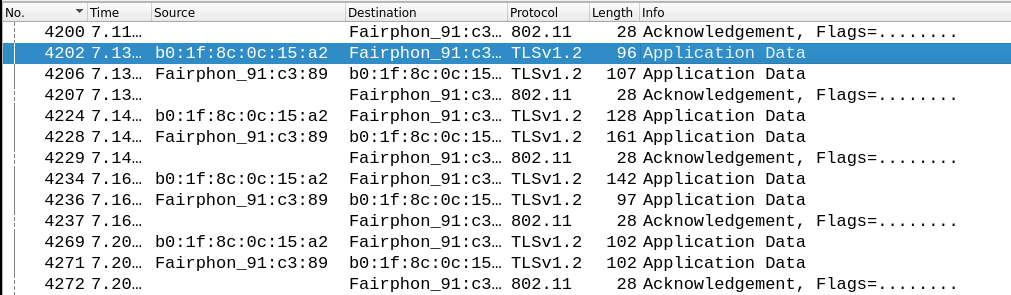 No. Time Source Destination Protocol Length Info
4200 7.11… Fairphon_91:c3… 802.11 28 Acknowledgement, Flags=........
4202 7.13… b0:1f:8c:0c:15:a2 Fairphon_91:c3… TLSv1.2 96 Application Data
4206 7.13… Fairphon_91:c3:89 b0:1f:8c:0c:15… TLSv1.2 107 Application Data
4207 7.13… Fairphon_91:c3… 802.11 28 Acknowledgement, Flags=........
4224 7.14… b0:1f:8c:0c:15:a2 Fairphon_91:c3… TLSv1.2 128 Application Data
4228 7.14… Fairphon_91:c3:89 b0:1f:8c:0c:15… TLSv1.2 161 Application Data
4229 7.14… Fairphon_91:c3… 802.11 28 Acknowledgement, Flags=........
4234 7.16… b0:1f:8c:0c:15:a2 Fairphon_91:c3… TLSv1.2 142 Application Data
4236 7.16… Fairphon_91:c3:89 b0:1f:8c:0c:15… TLSv1.2 97 Application Data
4237 7.16… Fairphon_91:c3… 802.11 28 Acknowledgement, Flags=........
4269 7.20… b0:1f:8c:0c:15:a2 Fairphon_91:c3… TLSv1.2 102 Application Data
4271 7.20… Fairphon_91:c3:89 b0:1f:8c:0c:15… TLSv1.2 102 Application Data
4272 7.20… Fairphon_91:c3… 802.11 28 Acknowledgement, Flags=........